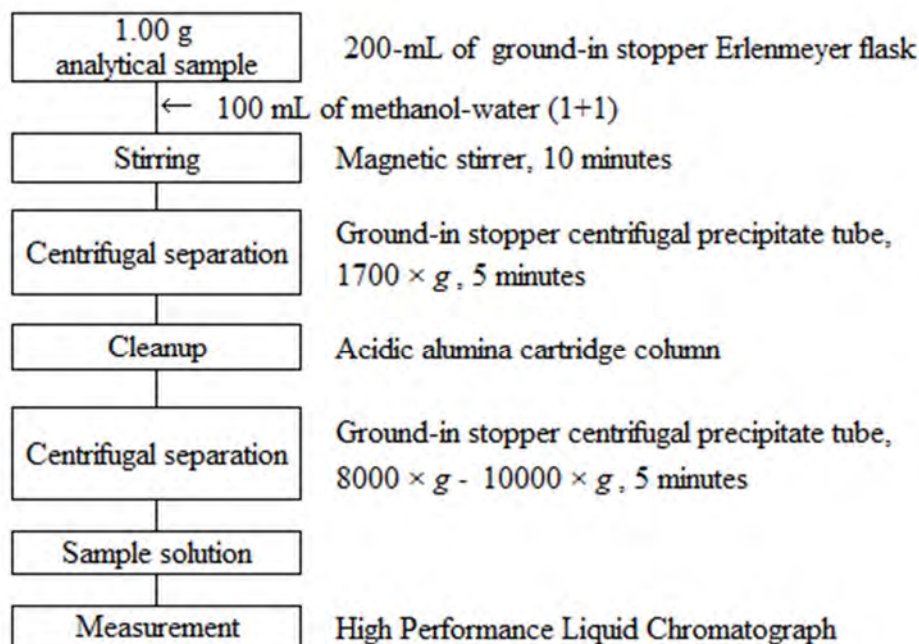 1.00 g
analytical sample
200-mL of ground-in stopper Erlenmeyer flask
← 100 mL of methanol-water (1+1)
Stirring
Magnetic stirrer, 10 minutes
Centrifugal separation
Ground-in stopper centrifugal precipitate tube,
1700 × g , 5 minutes
Cleanup
Acidic alumina cartridge column
Centrifugal separation
Ground-in stopper centrifugal precipitate tube,
8000 × g - 10000 × g , 5 minutes
Sample solution
Measurement
High Performance Liquid Chromatograph